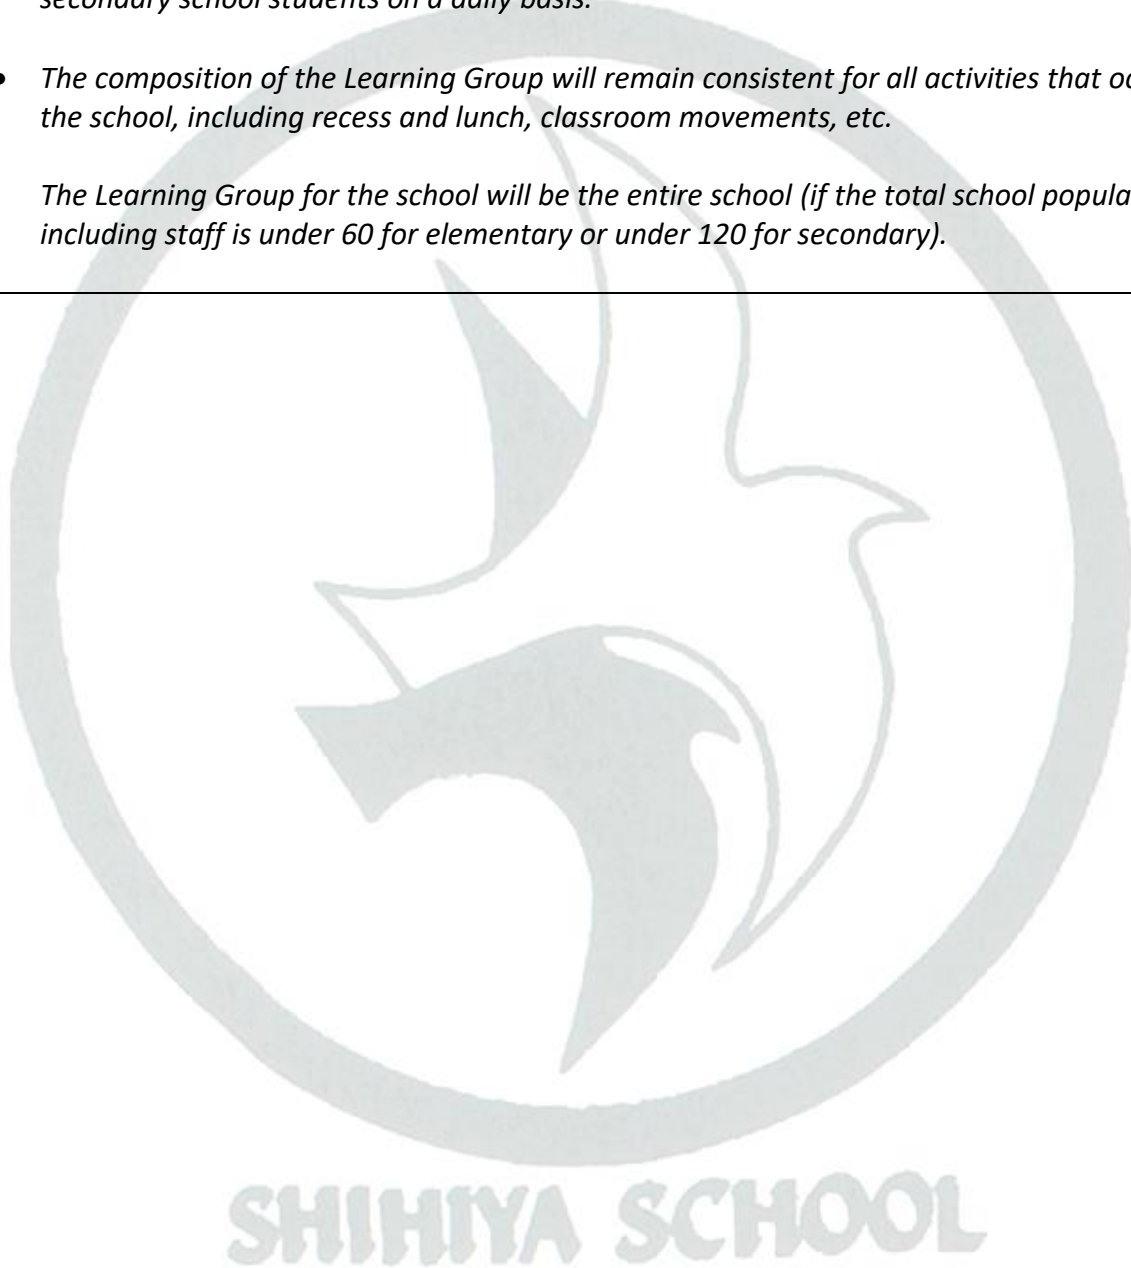 secondary school students on a daily basis.
• The composition of the Learning Group will remain consistent for all activities that
the school, including recess and lunch, classroom movements, etc.
The Learning Group for the school will be the entire school (if the total school
including staff is under 60 for elementary or under 120 for secondary).
SHIHIYA SCHOOL